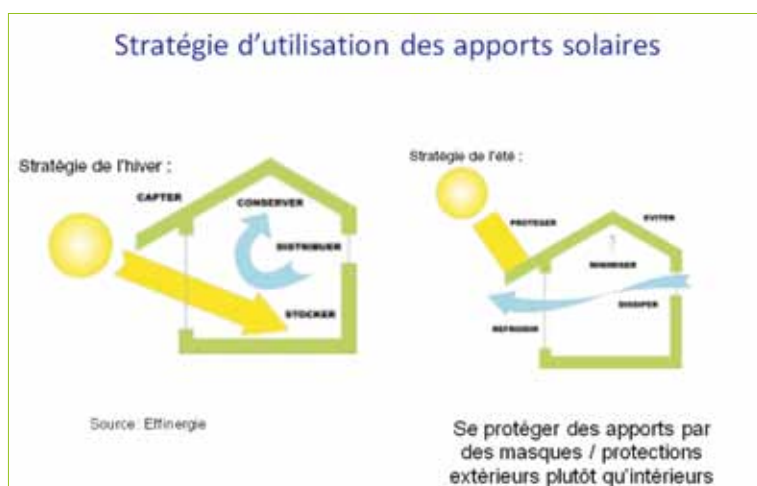 Stratégie d'utilisation des apports solaires
Stratégie de l'hiver :
CAPTER
CONSERVER
DISTRIBUER
STOCKER
Source : Effinergie
Stratégie de l'été :
PROTEGER
EVITER
MINIMISER
DISSIPER
REFROIDIR
Se protéger des apports par
des masques / protections
extérieurs plutôt qu'intérieurs